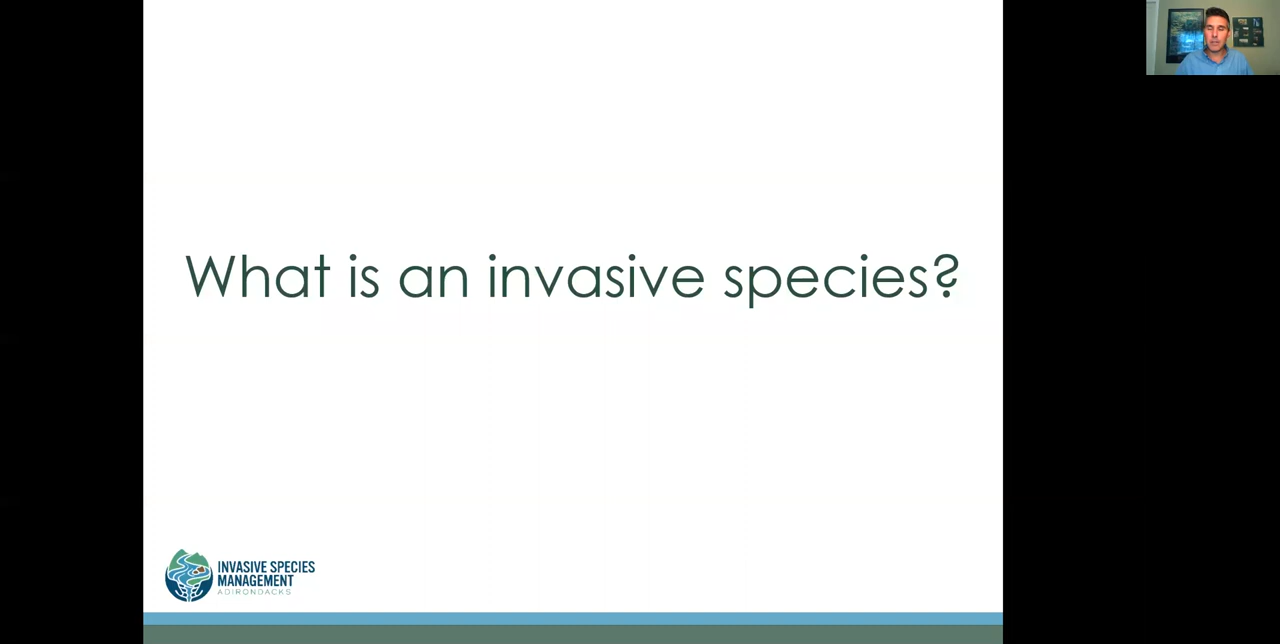 What is an invasive species?
INVASIVE SPECIES
MANAGEMENT
ADIRONDACKS